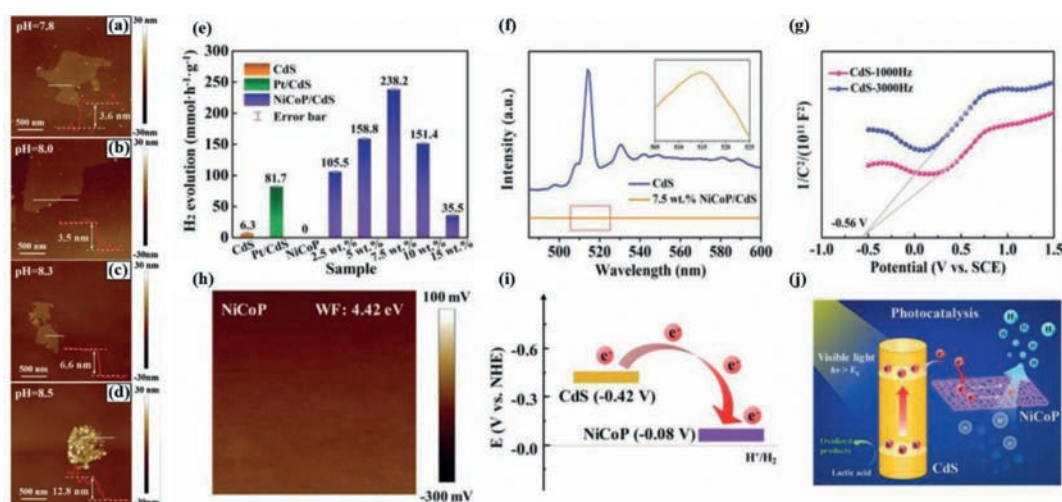 pH=7.8
(a)
30 nm
3.6 nm
500 nm
-30nm
pH=8.0
(b)
30 nm
3.5 nm
500 nm
-30nm
pH=8.3
(c)
30 nm
6.6 nm
500 nm
-30nm
pH=8.5
(d)
30 nm
12.8 nm
500 nm
-30nm
(e)
H₂ evolution (mmol·h⁻¹·g⁻¹)
300
250
200
150
100
50
0
CdS
Pt/CdS
NiCoP/CdS
Error bar
6.3
81.7
0
105.5
158.8
238.2
151.4
35.5
CdS
Pt/CdS
NiCoP
2.5 wt.%
5 wt.%
7.5 wt.%
10 wt.%
15 wt.%
Sample
(f)
Intensity (a.u.)
CdS
7.5 wt.% NiCoP/CdS
500
520
540
560
580
600
Wavelength (nm)
(g)
CdS-1000Hz
CdS-3000Hz
1/C²/(10¹¹ F²)
-0.56 V
-1.0
-0.5
0.0
0.5
1.0
1.5
Potential (V vs. SCE)
(h)
NiCoP
WF: 4.42 eV
100 mV
-300 mV
(i)
E (V vs. NHE)
-0.6
-0.3
-0.0
e⁻
e⁻
e⁻
e⁻
CdS (-0.42 V)
NiCoP (-0.08 V)
H⁺/H₂
(j)
Photocatalysis
Visible light
hν > E₉
NiCoP
Oxidized
products
Lactic acid
CdS